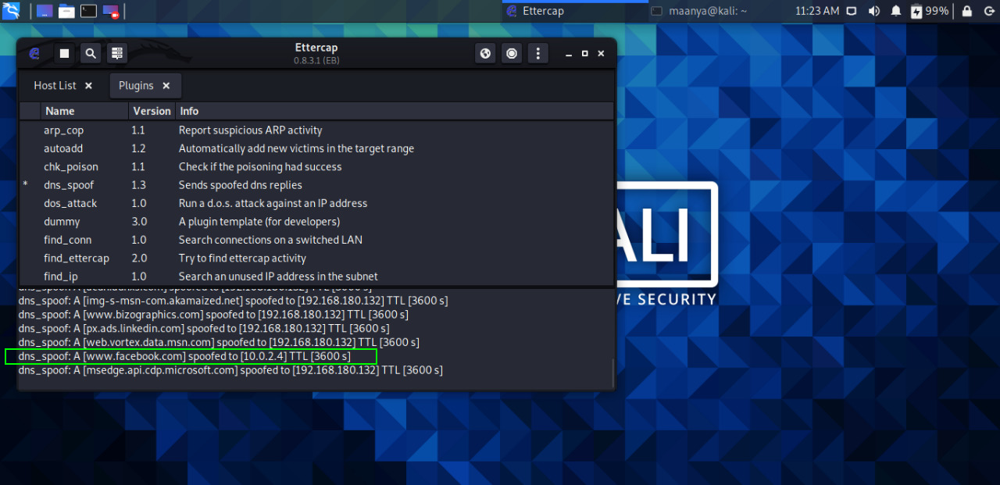 Ettercap
maanya@kali: ~
11:23 AM
99%
Ettercap
0.8.3.1 (EB)
Host List
Plugins
Name Version Info
arp_cop 1.1 Report suspicious ARP activity
autoadd 1.2 Automatically add new victims in the target range
chk_poison 1.1 Check if the poisoning had success
* dns_spoof 1.3 Sends spoofed dns replies
dos_attack 1.0 Run a d.o.s. attack against an IP address
dummy 3.0 A plugin template (for developers)
find_conn 1.0 Search connections on a switched LAN
find_ettercap 2.0 Try to find ettercap activity
find_ip 1.0 Search an unused IP address in the subnet
dns_spoof: A [img-s-msn-com.akamaized.net] spoofed to [192.168.180.132] TTL [3600 s]
dns_spoof: A [www.bizographics.com] spoofed to [192.168.180.132] TTL [3600 s]
dns_spoof: A [px.ads.linkedin.com] spoofed to [192.168.180.132] TTL [3600 s]
dns_spoof: A [web.vortex.data.msn.com] spoofed to [192.168.180.132] TTL [3600 s]
dns_spoof: A [www.facebook.com] spoofed to [10.0.2.4] TTL [3600 s]
dns_spoof: A [msedge.api.cdp.microsoft.com] spoofed to [192.168.180.132] TTL [3600 s]
ALI
VE SECURITY